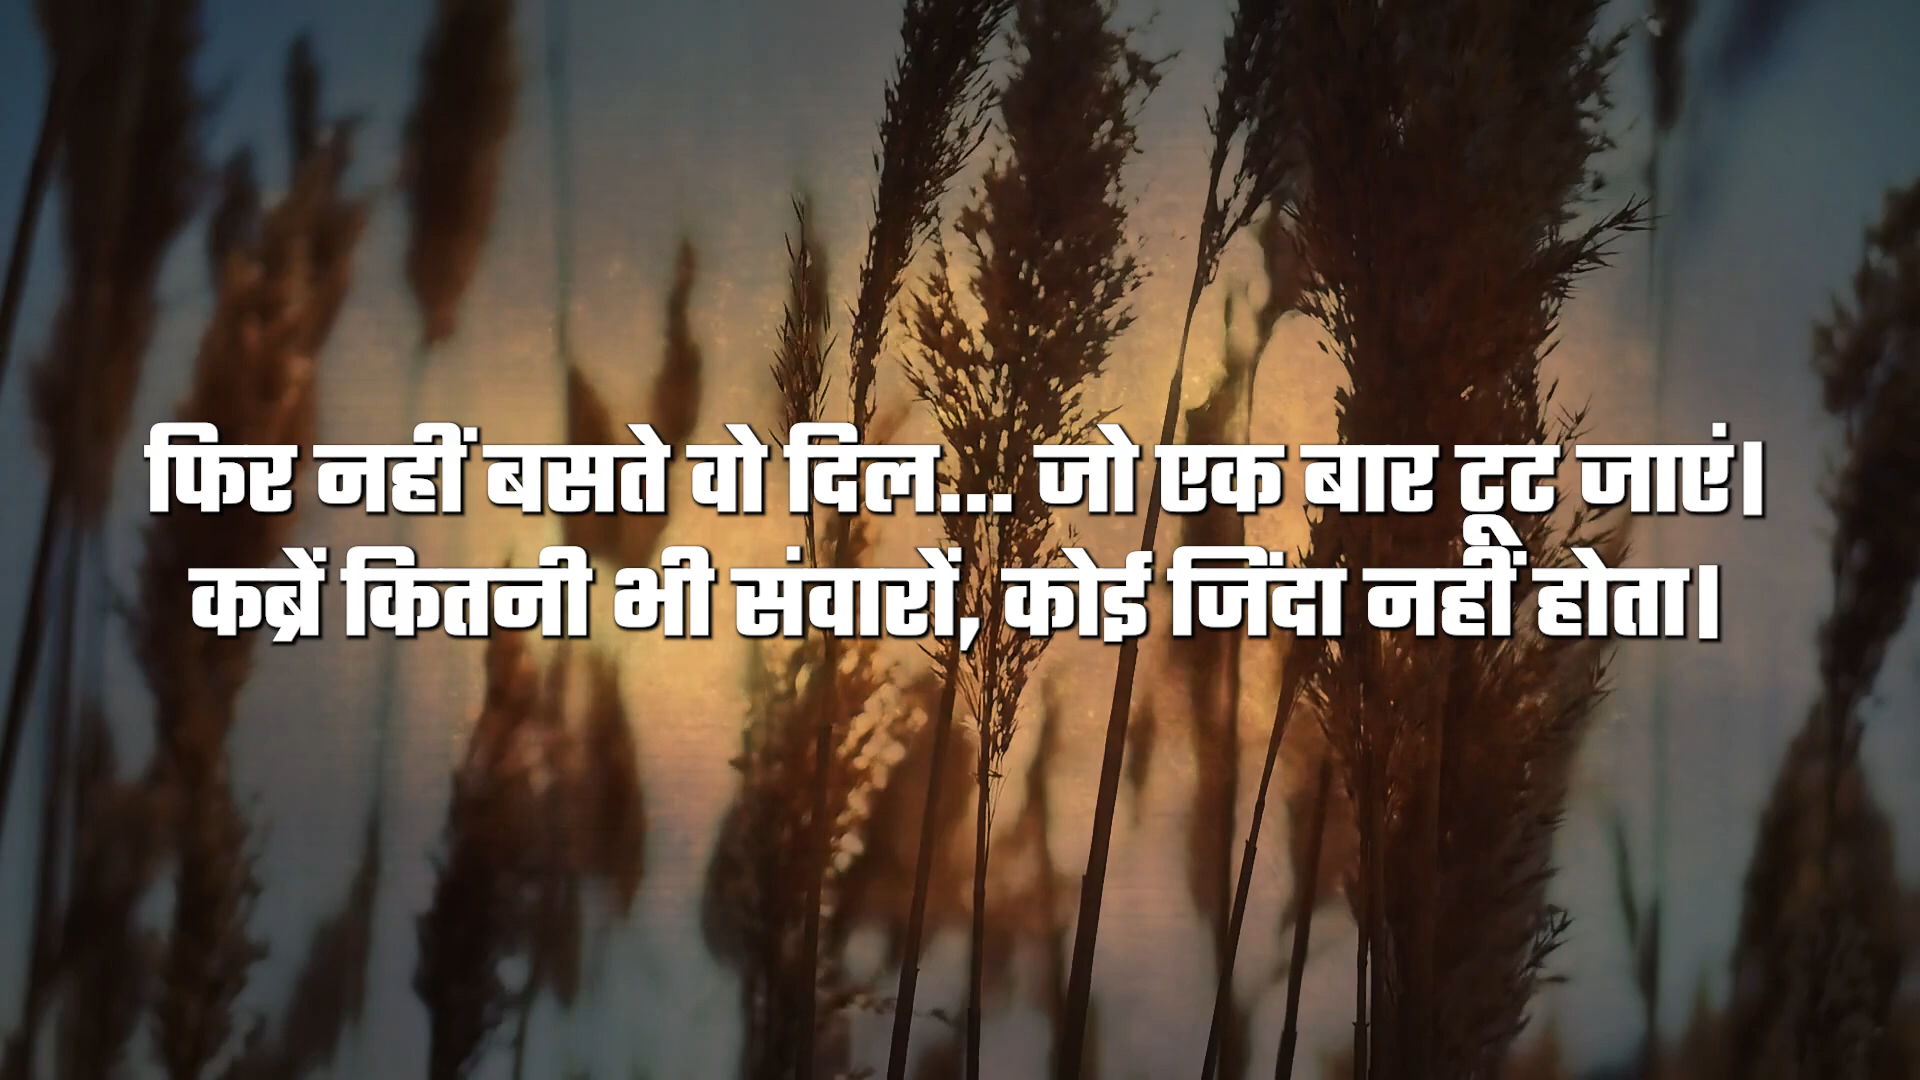 फिर नहीं बसते वो दिल... जो एक बार टूट जाएं।
कब्रें कितनी भी संवारों, कोई जिंदा नहीं होता।